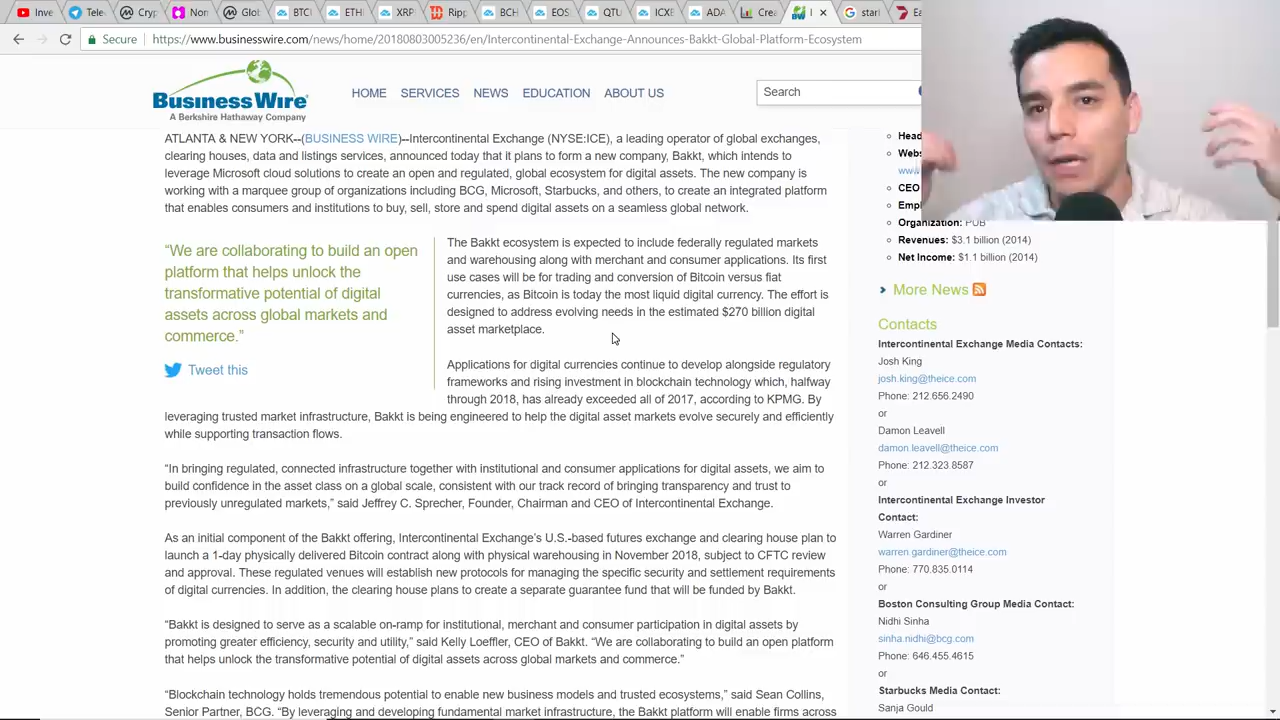 Inve
Tele
Cry
Nor
Glo
BTC
ETH
XRP
Ripp
BCH
EOS
QTU
ICXE
ADA
Crea
I
starl
Ea
Secure https://www.businesswire.com/news/home/20180803005236/en/Intercontinental-Exchange-Announces-Bakkt-Global-Platform-Ecosystem
BusinessWire
A Berkshire Hathaway Company
HOME SERVICES NEWS EDUCATION ABOUT US
Search
ATLANTA & NEW YORK--(BUSINESS WIRE)--Intercontinental Exchange (NYSE:ICE), a leading operator of global exchanges,
clearing houses, data and listings services, announced today that it plans to form a new company, Bakkt, which intends to
leverage Microsoft cloud solutions to create an open and regulated, global ecosystem for digital assets. The new company is
working with a marquee group of organizations including BCG, Microsoft, Starbucks, and others, to create an integrated platform
that enables consumers and institutions to buy, sell, store and spend digital assets on a seamless global network.
“We are collaborating to build an open
platform that helps unlock the
transformative potential of digital
assets across global markets and
commerce.”
Tweet this
The Bakkt ecosystem is expected to include federally regulated markets
and warehousing along with merchant and consumer applications. Its first
use cases will be for trading and conversion of Bitcoin versus fiat
currencies, as Bitcoin is today the most liquid digital currency. The effort is
designed to address evolving needs in the estimated $270 billion digital
asset marketplace.
Applications for digital currencies continue to develop alongside regulatory
frameworks and rising investment in blockchain technology which, halfway
through 2018, has already exceeded all of 2017, according to KPMG. By
leveraging trusted market infrastructure, Bakkt is being engineered to help the digital asset markets evolve securely and efficiently
while supporting transaction flows.
“In bringing regulated, connected infrastructure together with institutional and consumer applications for digital assets, we aim to
build confidence in the asset class on a global scale, consistent with our track record of bringing transparency and trust to
previously unregulated markets,” said Jeffrey C. Sprecher, Founder, Chairman and CEO of Intercontinental Exchange.
As an initial component of the Bakkt offering, Intercontinental Exchange’s U.S.-based futures exchange and clearing house plan to
launch a 1-day physically delivered Bitcoin contract along with physical warehousing in November 2018, subject to CFTC review
and approval. These regulated venues will establish new protocols for managing the specific security and settlement requirements
of digital currencies. In addition, the clearing house plans to create a separate guarantee fund that will be funded by Bakkt.
“Bakkt is designed to serve as a scalable on-ramp for institutional, merchant and consumer participation in digital assets by
promoting greater efficiency, security and utility,” said Kelly Loeffler, CEO of Bakkt. “We are collaborating to build an open platform
that helps unlock the transformative potential of digital assets across global markets and commerce.”
“Blockchain technology holds tremendous potential to enable new business models and trusted ecosystems,” said Sean Collins,
Senior Partner, BCG. “By leveraging and developing fundamental market infrastructure, the Bakkt platform will enable firms across
Head
Webs
www.
CEO
Emp
Organization: PUB
Revenues: $3.1 billion (2014)
Net Income: $1.1 billion (2014)
More News
Contacts
Intercontinental Exchange Media Contacts:
Josh King
josh.king@theice.com
Phone: 212.656.2490
or
Damon Leavell
damon.leavell@theice.com
Phone: 212.323.8587
or
Intercontinental Exchange Investor
Contact:
Warren Gardiner
warren.gardiner@theice.com
Phone: 770.835.0114
or
Boston Consulting Group Media Contact:
Nidhi Sinha
sinha.nidhi@bcg.com
Phone: 646.455.4615
or
Starbucks Media Contact:
Sanja Gould